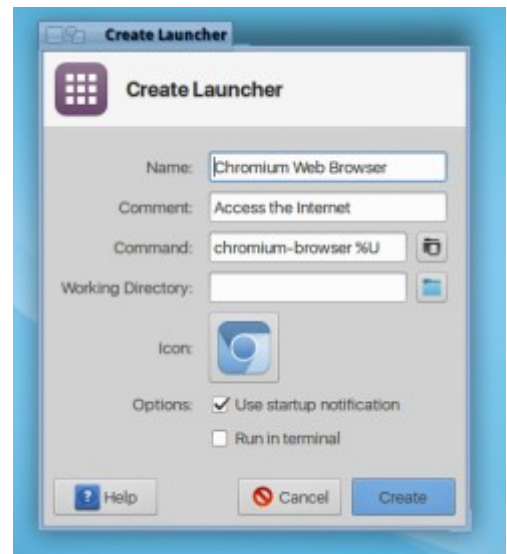 Create Launcher
Create Launcher
Name: Chromium Web Browser
Comment: Access the Internet
Command: chromium-browser %U
Working Directory:
Icon:
Options: Use startup notification
Run in terminal
? Help Cancel Create